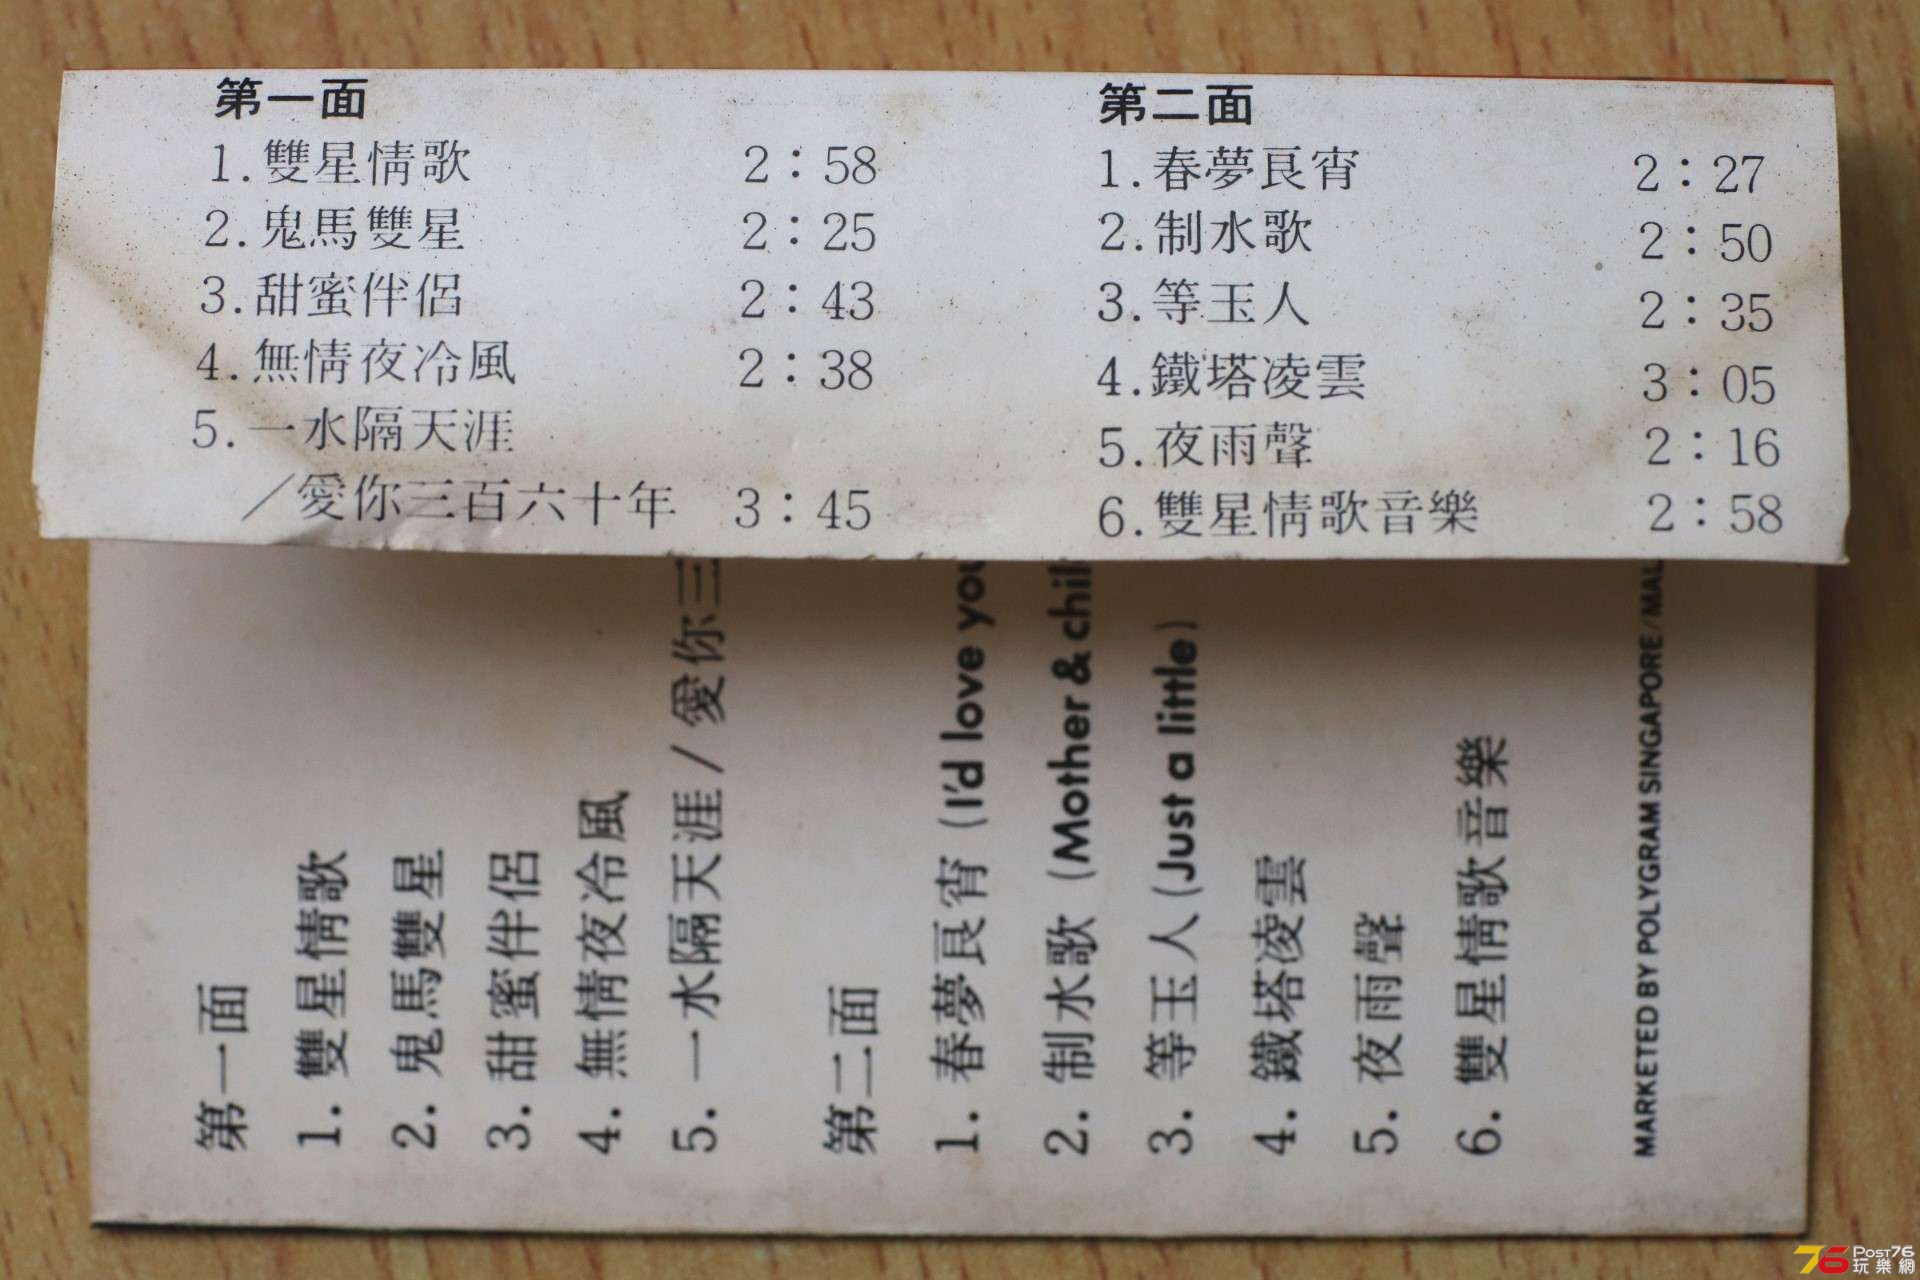 第一面
1.雙星情歌 2：58
2.鬼馬雙星 2：25
3.甜蜜伴侶 2：43
4.無情夜冷風 2：38
5.一水隔天涯
／愛你三百六十年 3：45
第二面
1.春夢良宵 2：27
2.制水歌 2：50
3.等玉人 2：35
4.鐵塔凌雲 3：05
5.夜雨聲 2：16
6.雙星情歌音樂 2：58
第一面
1.雙星情歌
2.鬼馬雙星
3.甜蜜伴侶
4.無情夜冷風
5.一水隔天涯/愛你三
第二面
1.春夢良宵 (I'd love you
2.制水歌 (Mother & chil
3.等玉人 (Just a little)
4.鐵塔凌雲
5.夜雨聲
6.雙星情歌音樂
MARKETED BY POLYGRAM SINGAPORE/MAL
76 Post76
玩樂網